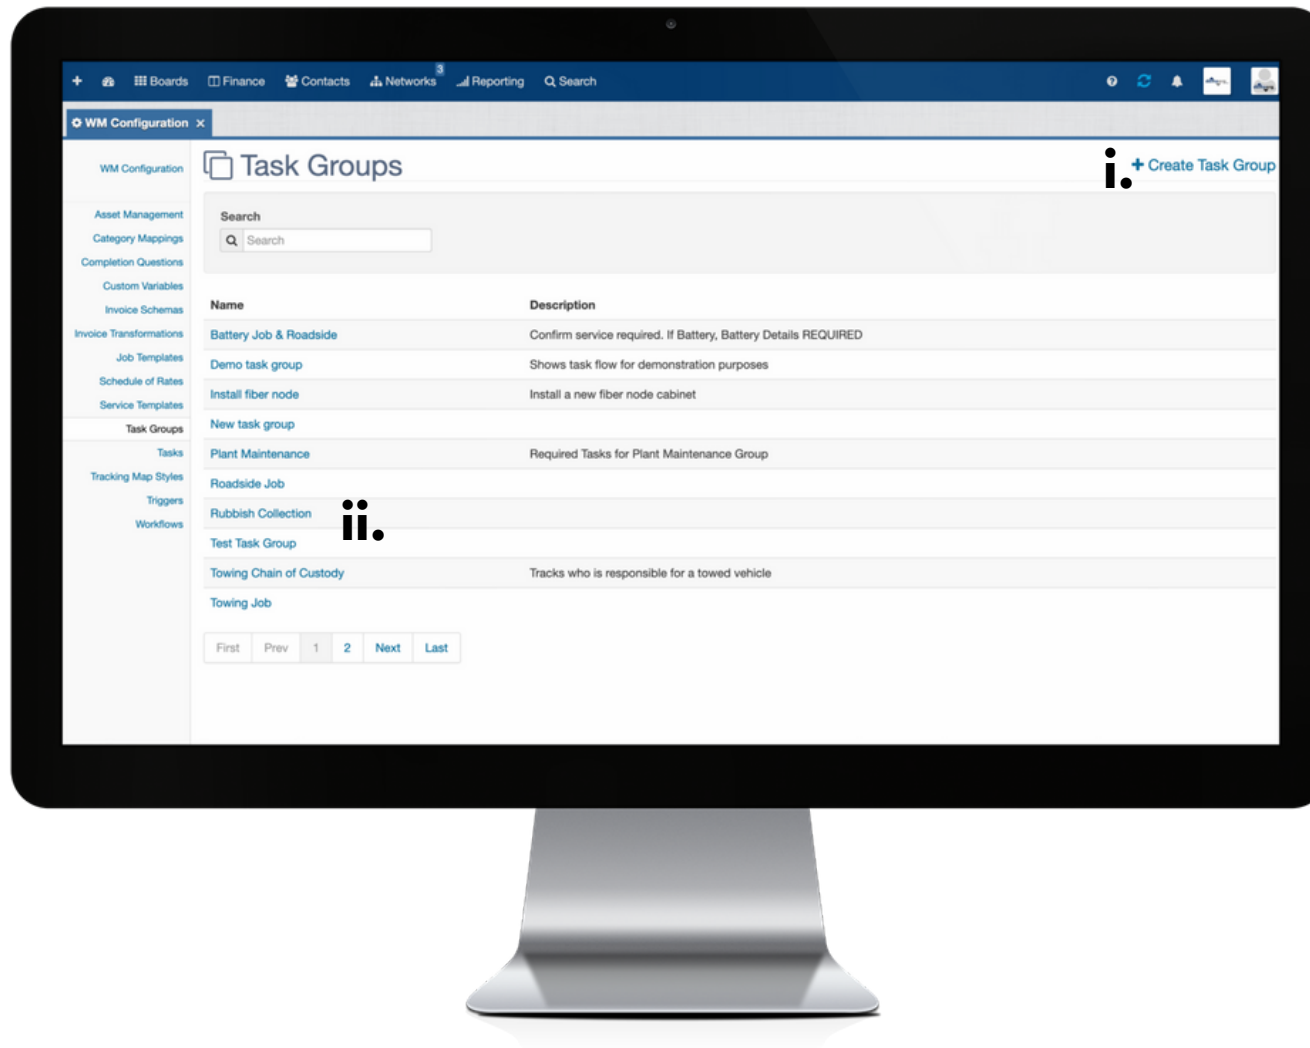 3
+ Boards Finance Contacts Networks Reporting Search
WM Configuration ×
WM Configuration
Task Groups
i.
+ Create Task Group
Asset Management
Category Mappings
Completion Questions
Custom Variables
Invoice Schemas
Invoice Transformations
Job Templates
Schedule of Rates
Service Templates
Task Groups
Tasks
Tracking Map Styles
Triggers
Workflows
Search
Search
Name Description
Battery Job & Roadside Confirm service required. If Battery, Battery Details REQUIRED
Demo task group Shows task flow for demonstration purposes
Install fiber node Install a new fiber node cabinet
New task group
Plant Maintenance Required Tasks for Plant Maintenance Group
Roadside Job
Rubbish Collection
ii.
Test Task Group
Towing Chain of Custody Tracks who is responsible for a towed vehicle
Towing Job
First Prev 1 2 Next Last